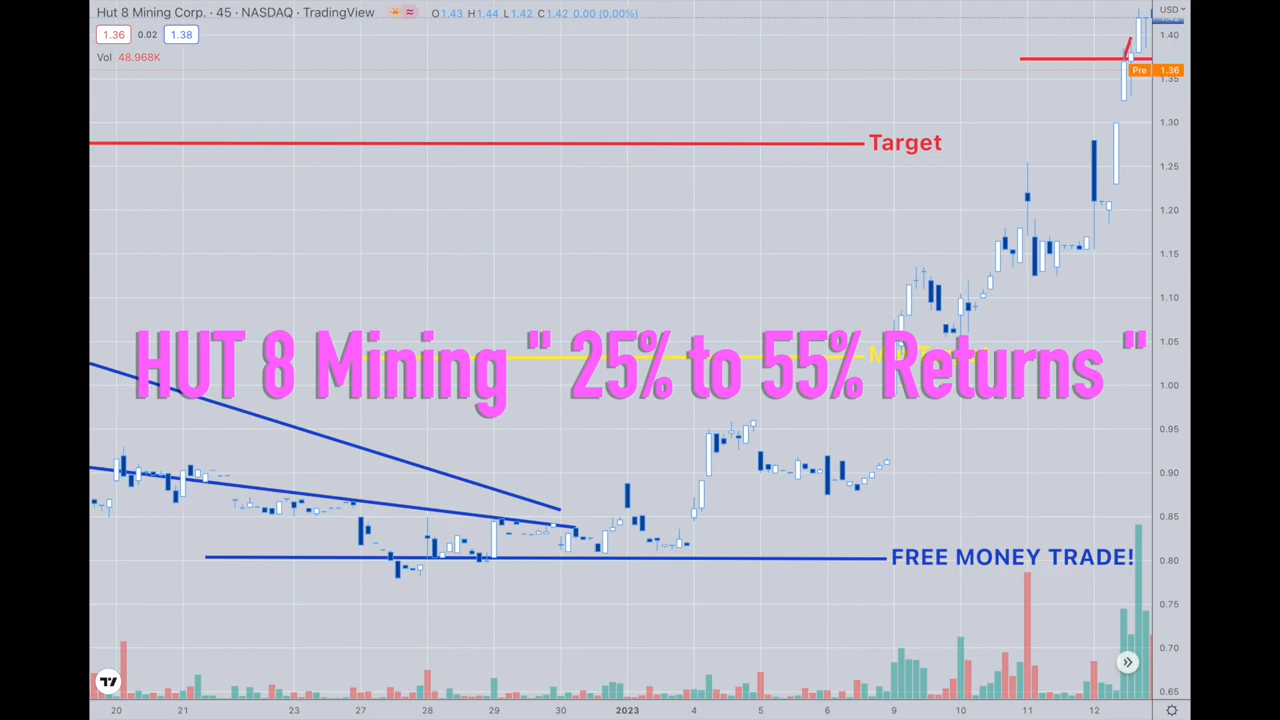 Hut 8 Mining Corp. · 45 · NASDAQ · TradingView
O1.43 H1.44 L1.42 C1.42 0.00 (0.00%)
USD
1.36 0.02 1.38
1.40
Vol 48.968K
Pre 1.36
1.35
1.30
Target
1.25
1.20
1.15
1.10
1.05
HUT 8 Mining " 25% to 55% Returns "
1.00
0.95
0.90
0.85
FREE MONEY TRADE!
0.80
0.75
0.70
0.65
20 21 23 27 28 29 30 2023 4 5 6 9 10 11 12